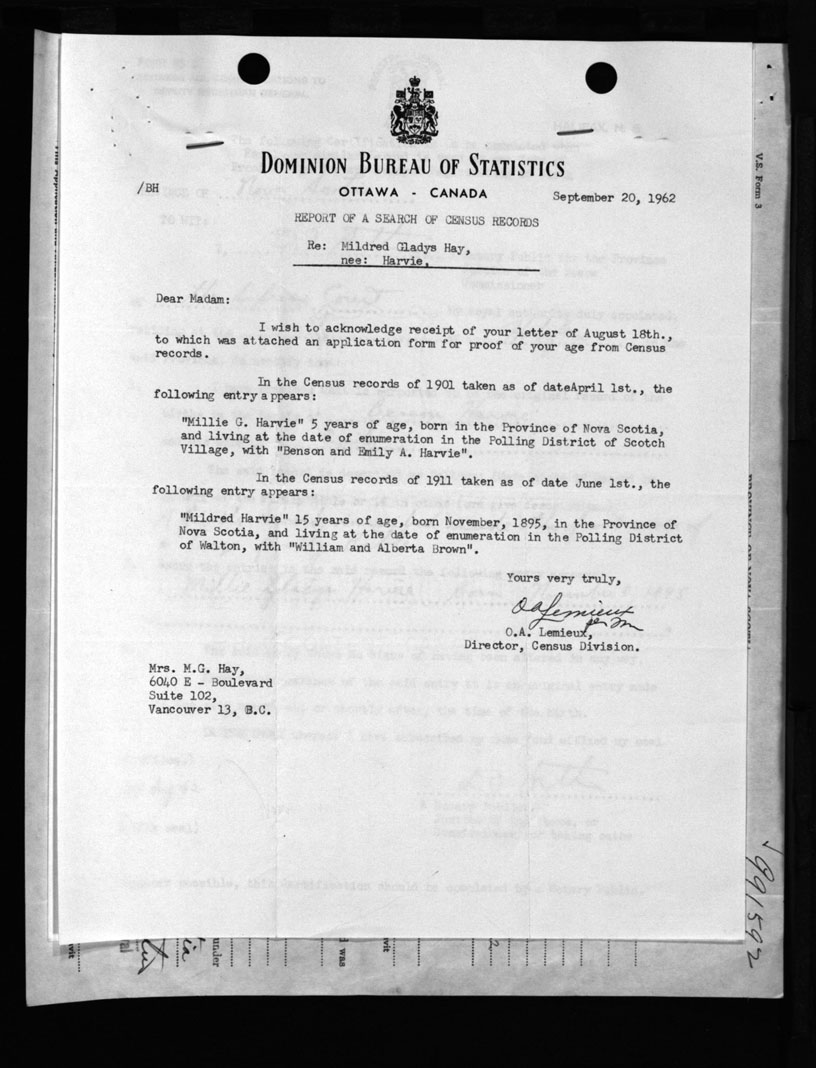 DOMINION BUREAU OF STATISTICS
/BH
OTTAWA - CANADA
September 20, 1962
REPORT OF A SEARCH OF CENSUS RECORDS
Re: Mildred Gladys Hay,
nee: Harvie,
Dear Madam:
I wish to acknowledge receipt of your letter of August 18th.,
to which was attached an application form for proof of your age from Census
records.
In the Census records of 1901 taken as of dateApril 1st., the
following entry appears:
"Millie G. Harvie" 5 years of age, born in the Province of Nova Scotia,
and living at the date of enumeration in the Polling District of Scotch
Village, with "Benson and Emily A. Harvie".
In the Census records of 1911 taken as of date June 1st., the
following entry appears:
"Mildred Harvie" 15 years of age, born November, 1895, in the Province of
Nova Scotia, and living at the date of enumeration in the Polling District
of Walton, with "William and Alberta Brown".
Yours very truly,
OALemieux
per
O.A. Lemieux,
Director, Census Division.
Mrs. M.G. Hay,
6040 E - Boulevard
Suite 102,
Vancouver 13, B.C.
V.S. Form 3
991592
under
d was
2